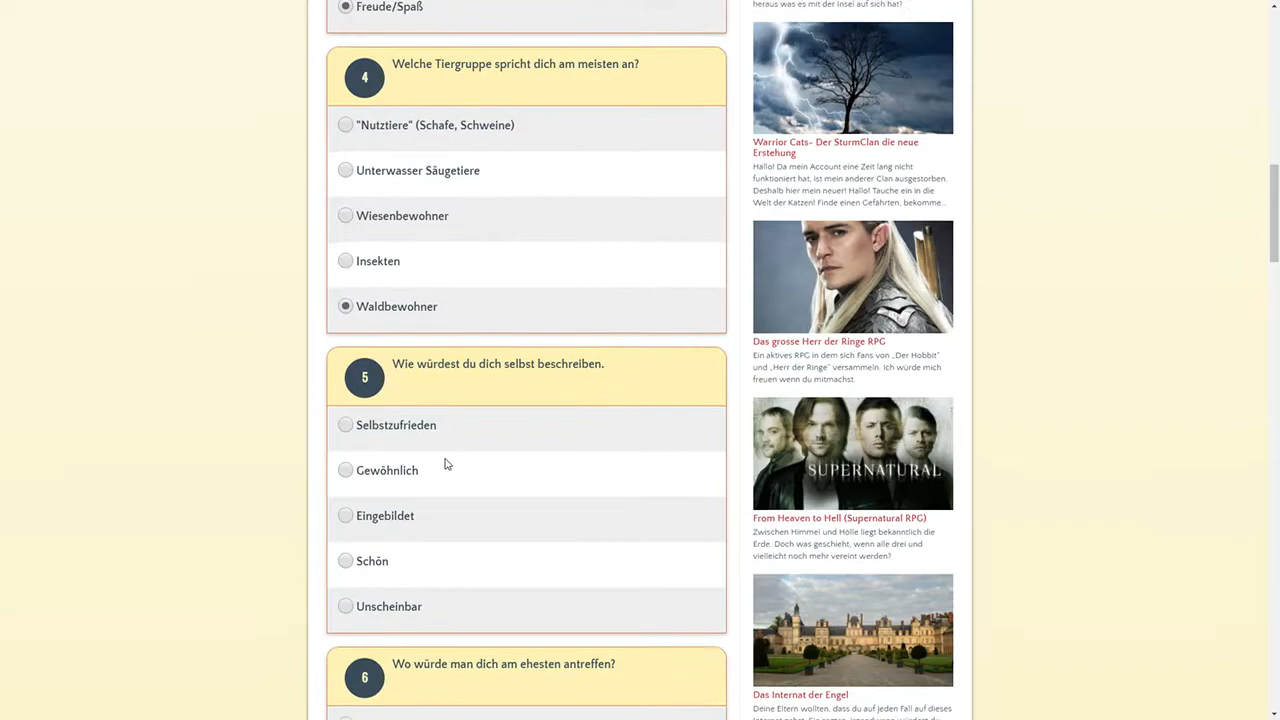 Freude/Spaß
4
Welche Tiergruppe spricht dich am meisten an?
"Nutztiere" (Schafe, Schweine)
Unterwasser Säugetiere
Wiesenbewohner
Insekten
Waldbewohner
5
Wie würdest du dich selbst beschreiben.
Selbstzufrieden
Gewöhnlich
Eingebildet
Schön
Unscheinbar
6
Wo würde man dich am ehesten antreffen?
heraus was es mit der Insel auf sich hat?
Warrior Cats- Der SturmClan die neue
Erstehung
Hallo! Da mein Account eine Zeit lang nicht
funktioniert hat, ist mein anderer Clan ausgestorben.
Deshalb hier mein neuer! Hallo! Tauche ein in die
Welt der Katzen! Finde einen Gefährten, bekomme...
Das grosse Herr der Ringe RPG
Ein aktives RPG in dem sich Fans von „Der Hobbit"
und „Herr der Ringe" versammeln. Ich würde mich
freuen wenn du mitmachst.
SUPERNATURAL
From Heaven to Hell (Supernatural RPG)
Zwischen Himmel und Hölle liegt bekanntlich die
Erde. Doch was geschieht, wenn alle drei und
vielleicht noch mehr vereint werden?
Das Internat der Engel
Deine Eltern wollten, dass du auf jeden Fall auf dieses